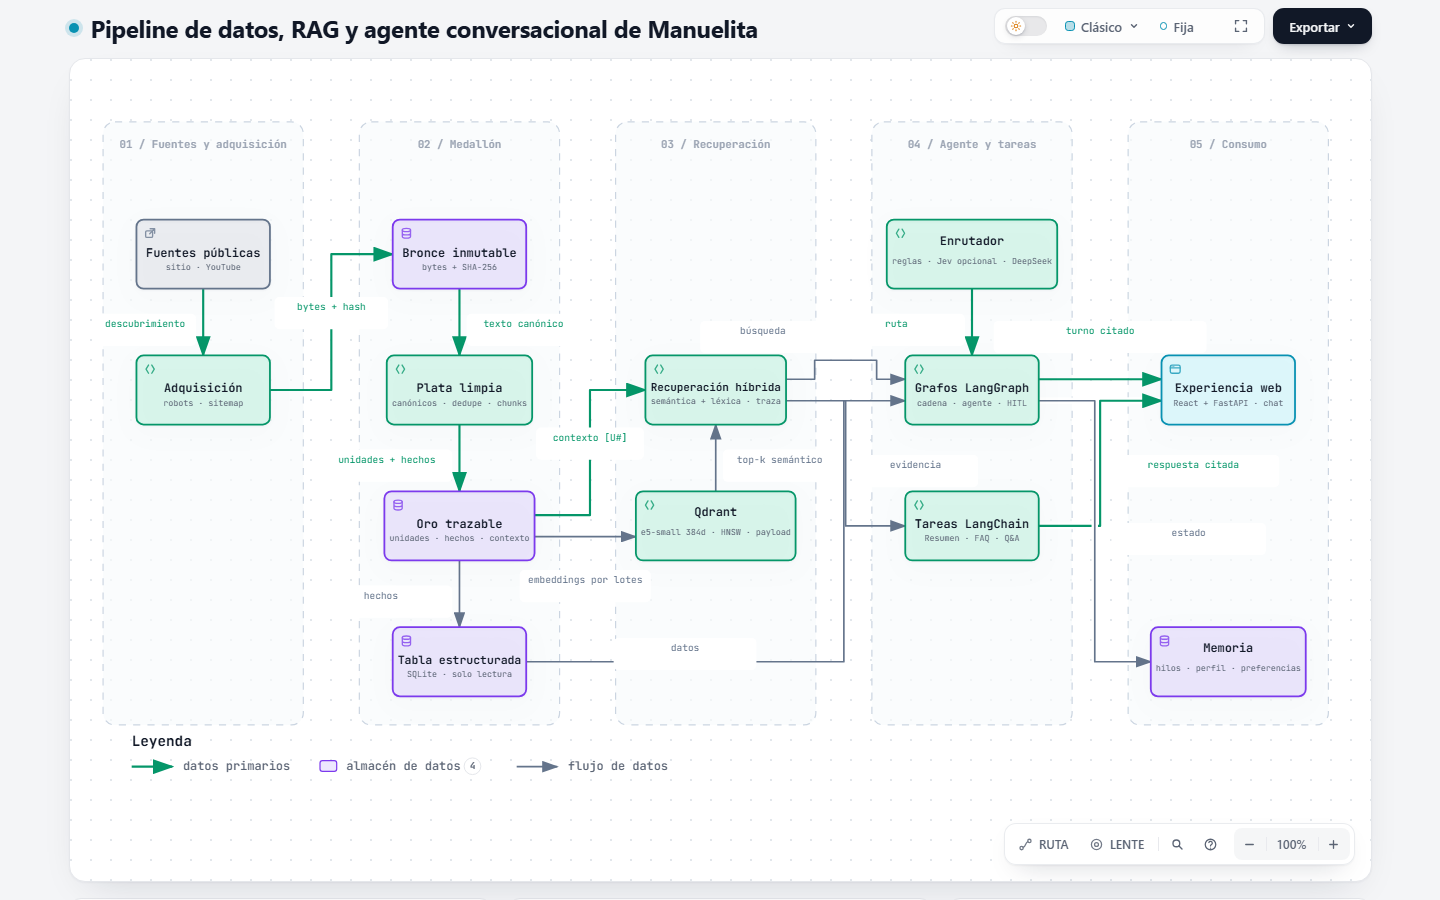 Pipeline de datos, RAG y agente conversacional de Manuelita
Clásico
Fija
Exportar
01 / Fuentes y adquisición
02 / Medallón
03 / Recuperación
04 / Agente y tareas
05 / Consumo
Fuentes públicas
sitio · YouTube
Bronce inmutable
bytes + SHA-256
Enrutador
reglas · Jev opcional · DeepSeek
bytes + hash
descubrimiento
texto canónico
búsqueda
ruta
turno citado
Adquisición
robots · sitemap
Plata limpia
canónicos · dedupe · chunks
Recuperación híbrida
semántica + léxica · traza
Grafos LangGraph
cadena · agente · HITL
Experiencia web
React + FastAPI · chat
contexto [U#]
unidades + hechos
top-k semántico
evidencia
respuesta citada
Oro trazable
unidades · hechos · contexto
Qdrant
e5-small 384d · HNSW · payload
Tareas LangChain
Resumen · FAQ · Q&A
estado
embeddings por lotes
hechos
datos
Tabla estructurada
SQLite · solo lectura
Memoria
hilos · perfil · preferencias
Leyenda
datos primarios
almacén de datos 4
flujo de datos
RUTA
LENTE
100%